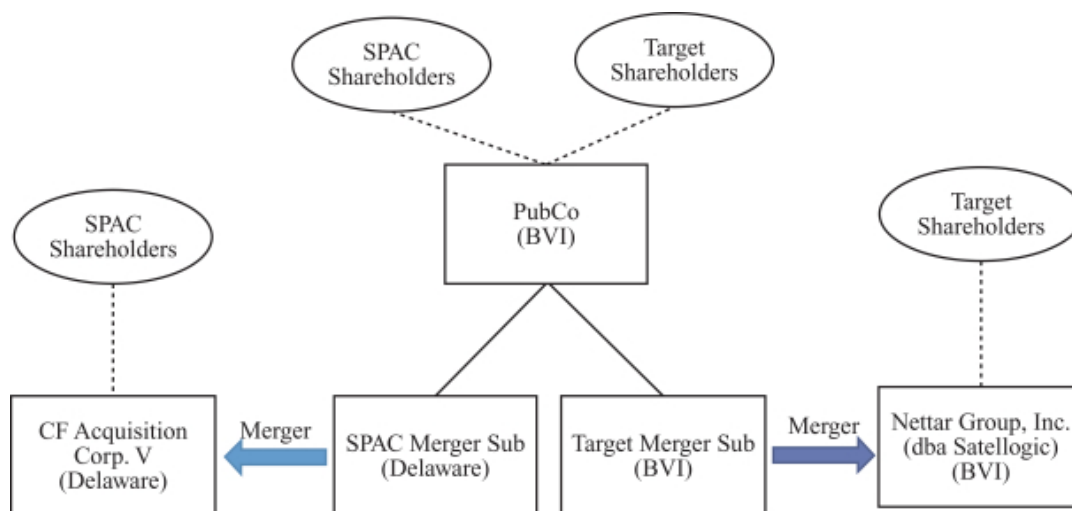 SPAC
Shareholders
Target
Shareholders
PubCo
(BVI)
SPAC
Shareholders
Target
Shareholders
CF Acquisition
Corp. V
(Delaware)
Merger
SPAC Merger Sub
(Delaware)
Target Merger Sub
(BVI)
Merger
Nettar Group, Inc.
(dba Satellogic)
(BVI)